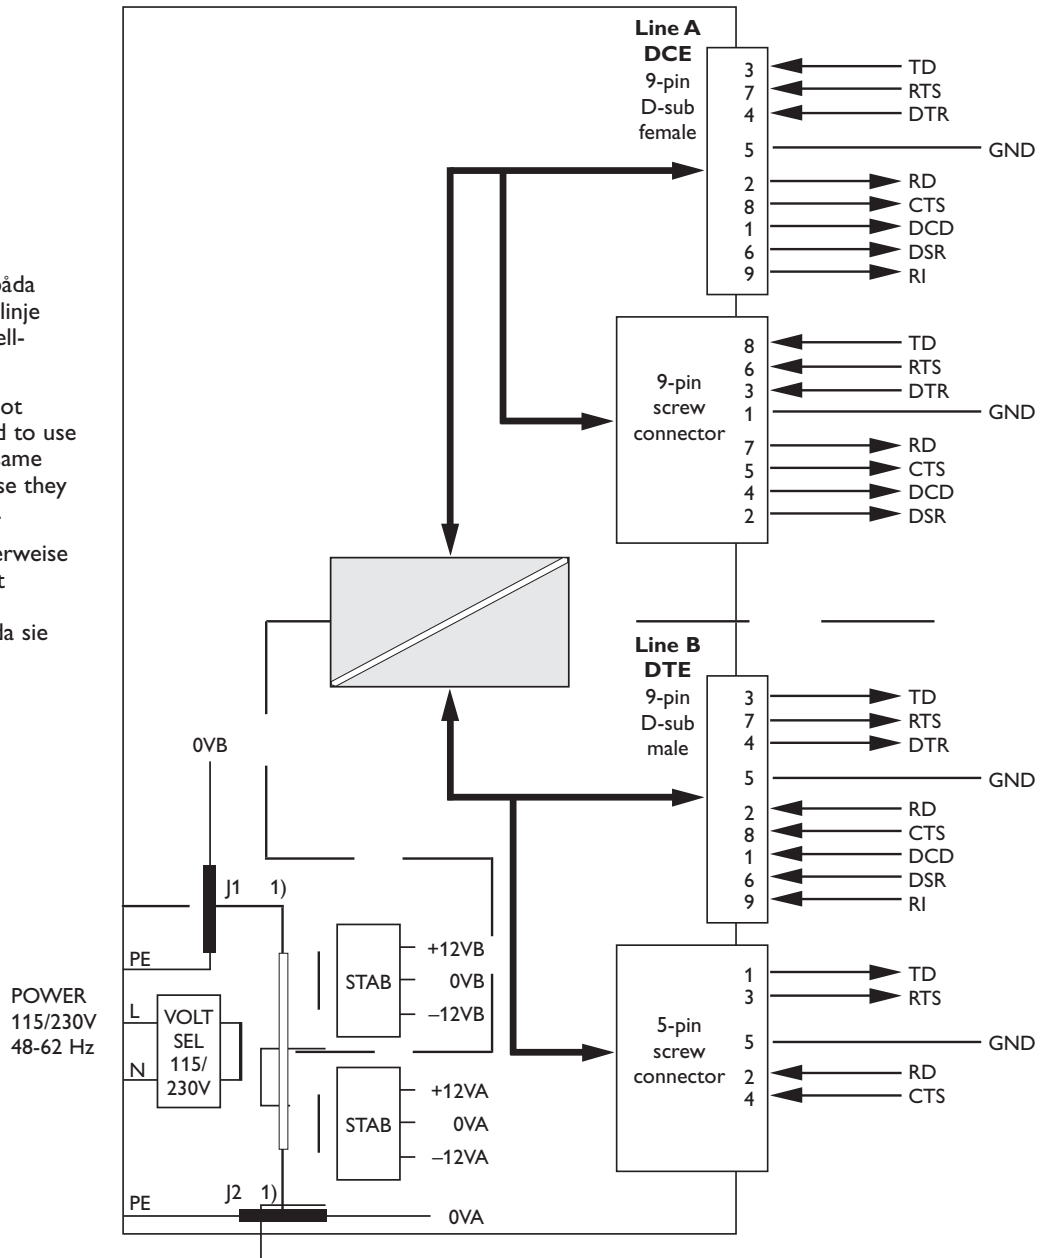 Line A
DCE
9-pin
D-sub
female
3 TD
7 RTS
4 DTR
5 GND
2 RD
8 CTS
1 DCD
6 DSR
9 RI
9-pin
screw
connector
8 TD
6 RTS
3 DTR
1 GND
7 RD
5 CTS
4 DCD
2 DSR
linje
to use
se they
da sie
Line B
DTE
9-pin
D-sub
male
3 TD
7 RTS
4 DTR
5 GND
2 RD
8 CTS
1 DCD
6 DSR
9 RI
5-pin
screw
connector
1 TD
3 RTS
5 GND
2 RD
4 CTS
0VB
J1 1)
PE
POWER
115/230V
48-62 Hz
L
N
VOLT
SEL
115/
230V
STAB
+12VB
0VB
–12VB
STAB
+12VA
0VA
–12VA
J2 1)
PE
0VA